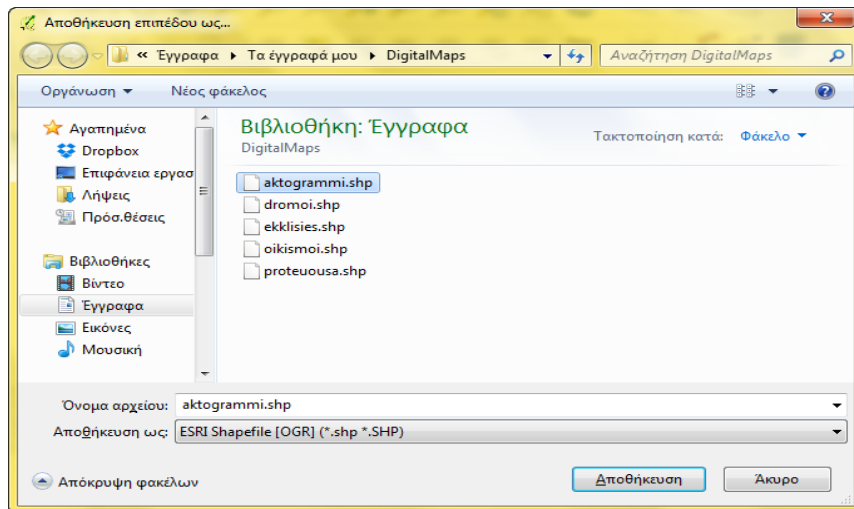 Αποθήκευση επιπέδου ως...
« Έγγραφα ▸ Τα έγγραφά μου ▸ DigitalMaps
Αναζήτηση DigitalMaps
Οργάνωση
Νέος φάκελος
Αγαπημένα
Dropbox
Επιφάνεια εργασ
Λήψεις
Πρόσ.θέσεις
Βιβλιοθήκες
Βίντεο
Έγγραφα
Εικόνες
Μουσική
Βιβλιοθήκη: Έγγραφα
DigitalMaps
Τακτοποίηση κατά: Φάκελο
aktogrammi.shp
dromoi.shp
ekklisies.shp
oikismoi.shp
proteuousa.shp
Όνομα αρχείου: aktogrammi.shp
Αποθήκευση ως: ESRI Shapefile [OGR] (*.shp *.SHP)
Απόκρυψη φακέλων
Αποθήκευση
Άκυρο